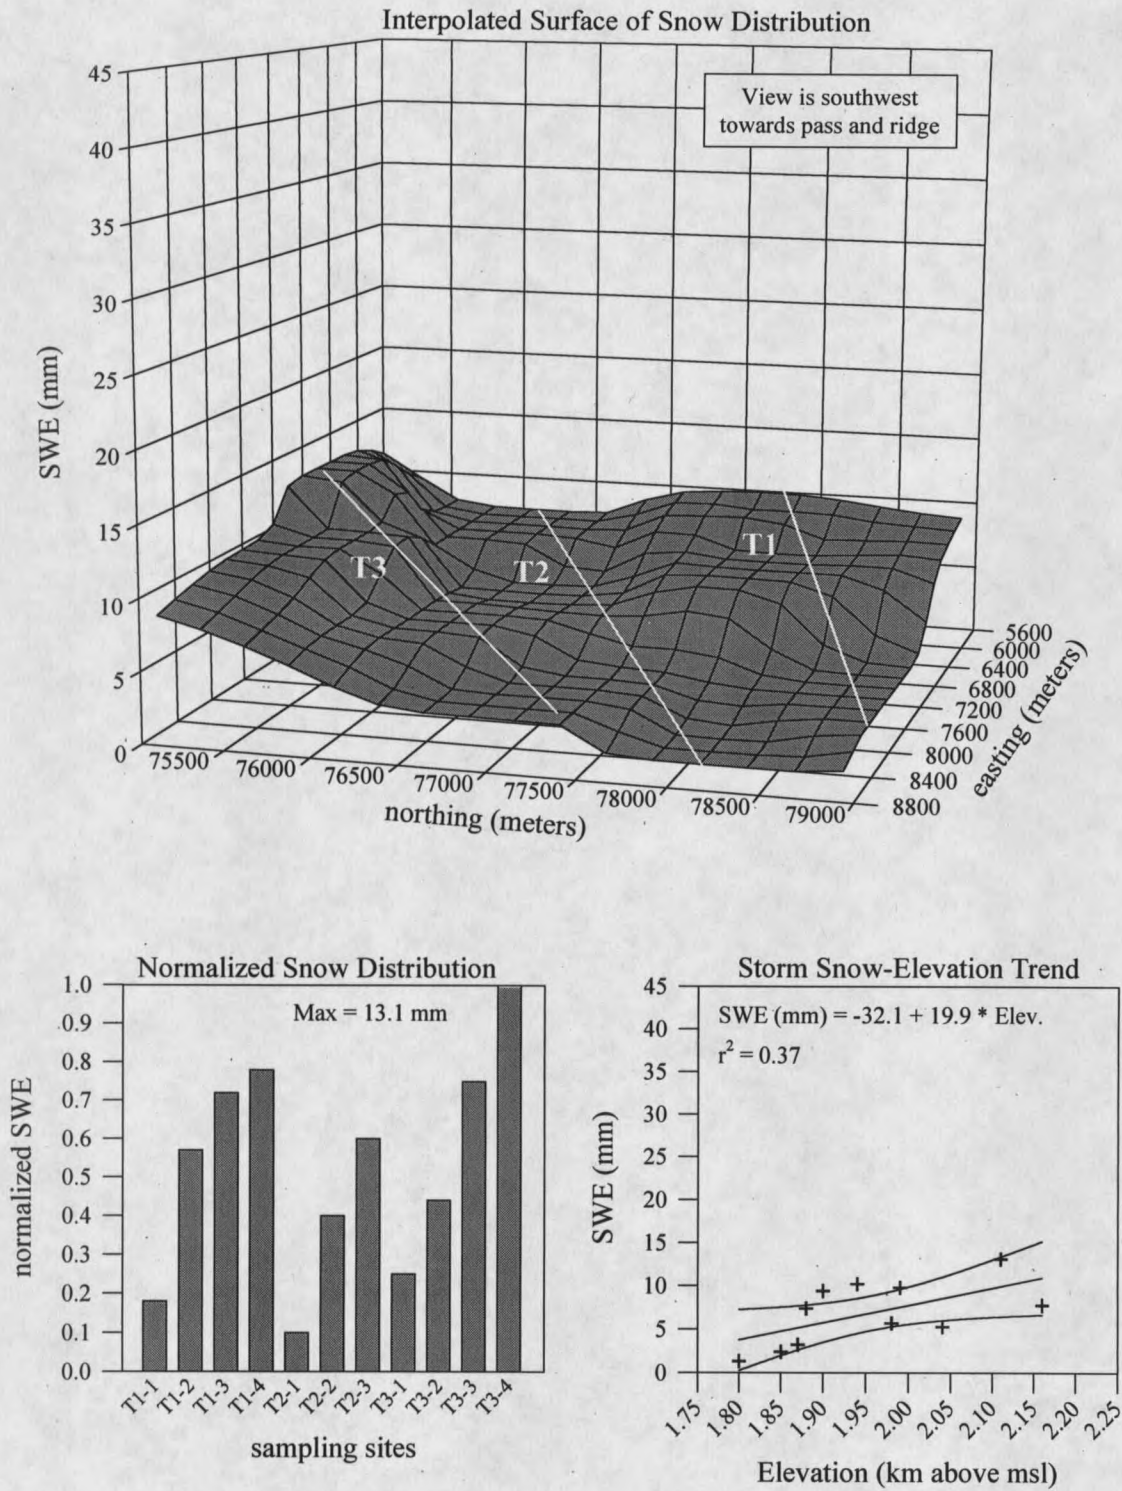 Interpolated Surface of Snow Distribution
View is southwest
towards pass and ridge
45
40
35
30
25
20
15
10
5
0
SWE (mm)
T3
T2
T1
75500
76000
76500
77000
77500
78000
78500
79000
northing (meters)
5600
6000
6400
6800
7200
7600
8000
8400
8800
easting (meters)
Normalized Snow Distribution
Max = 13.1 mm
1.0
0.9
0.8
0.7
0.6
0.5
0.4
0.3
0.2
0.1
0.0
normalized SWE
T1-1
T1-2
T1-3
T1-4
T2-1
T2-2
T2-3
T3-1
T3-2
T3-3
T3-4
sampling sites
Storm Snow-Elevation Trend
SWE (mm) = -32.1 + 19.9 * Elev.
r² = 0.37
45
40
35
30
25
20
15
10
5
0
SWE (mm)
1.75
1.80
1.85
1.90
1.95
2.00
2.05
2.10
2.15
2.20
2.25
Elevation (km above msl)